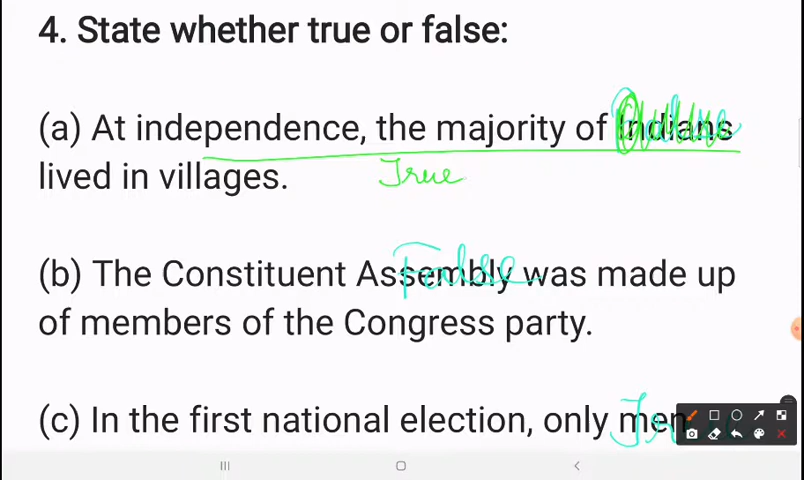 4. State whether true or false:
(a) At independence, the majority of Indians
lived in villages. True
(b) The Constituent Assembly was made up
False
of members of the Congress party.
(c) In the first national election, only men